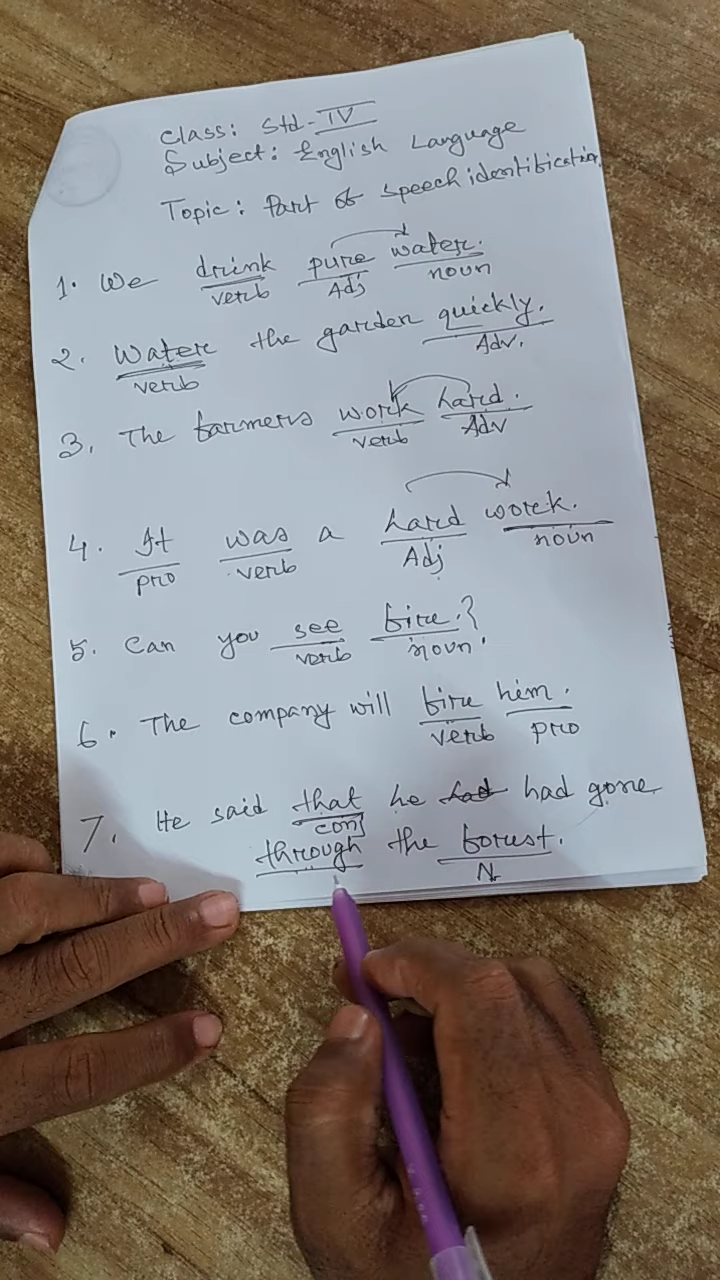 Class: Std-IV
Subject: English Language
Topic: Part of speech identification
1. We drink pure water.
verb Adj noun
2. Water the garden quickly.
verb Adv.
3. The farmers work hard.
verb Adv
4. It was a hard work.
pro verb Adj noun
5. Can you see fire?
verb noun.
6. The company will fire him.
verb pro
7. He said that he had had gone
conj
through the forest.
N